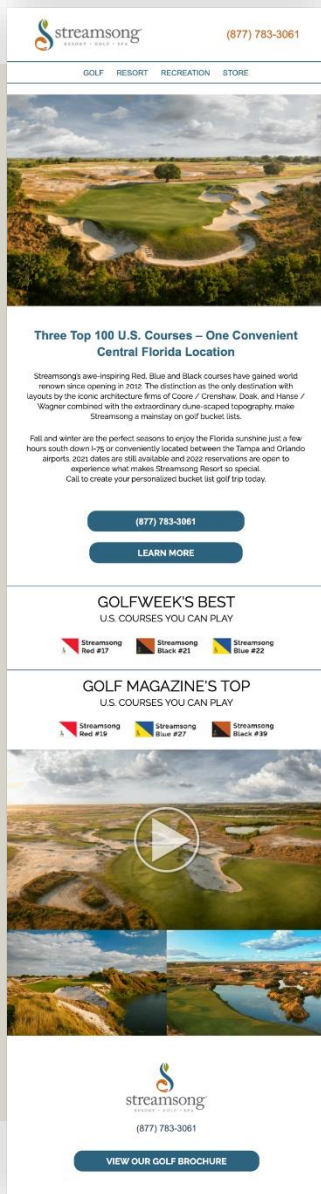 streamsong
RESORT • GOLF • SPA
(877) 783-3061
GOLF RESORT RECREATION STORE
Three Top 100 U.S. Courses – One Convenient
Central Florida Location
Streamsong's awe-inspiring Red, Blue and Black courses have gained world
renown since opening in 2012. The distinction as the only destination with
layouts by the iconic architecture firms of Coore / Crenshaw, Doak, and Hanse /
Wagner combined with the extraordinary dune-scaped topography, make
Streamsong a mainstay on golf bucket lists.
Fall and winter are the perfect seasons to enjoy the Florida sunshine just a few
hours south down I-75 or conveniently located between the Tampa and Orlando
airports. 2021 dates are still available and 2022 reservations are open to
experience what makes Streamsong Resort so special.
Call to create your personalized bucket list golf trip today.
(877) 783-3061
LEARN MORE
GOLFWEEK'S BEST
U.S. COURSES YOU CAN PLAY
Streamsong Streamsong Streamsong
Red #17 Black #21 Blue #22
GOLF MAGAZINE'S TOP
U.S. COURSES YOU CAN PLAY
Streamsong Streamsong Streamsong
Red #19 Blue #27 Black #39
streamsong
RESORT • GOLF • SPA
(877) 783-3061
VIEW OUR GOLF BROCHURE